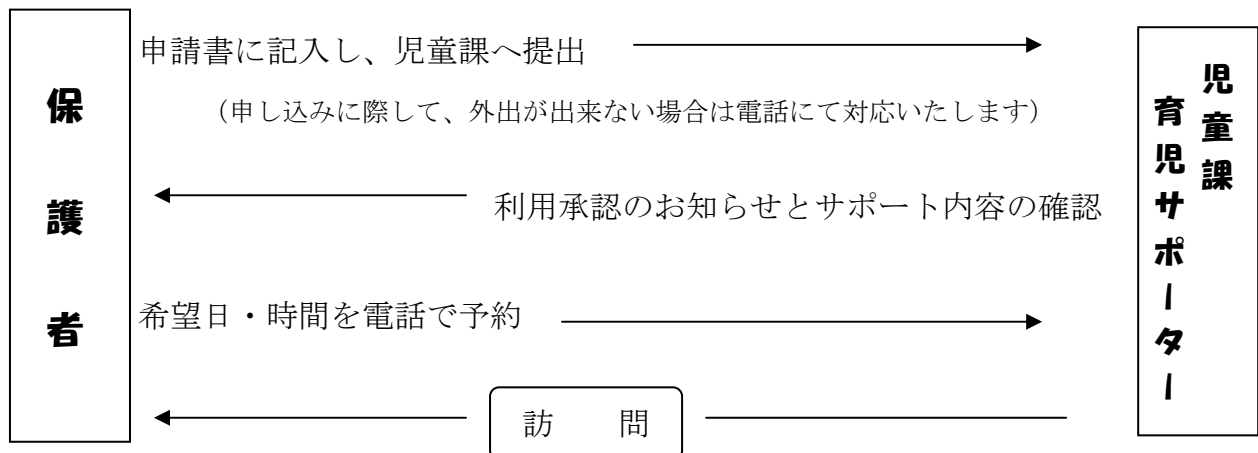 保護者
申請書に記入し、児童課へ提出
（申し込みに際して、外出が出来ない場合は電話にて対応いたします）
利用承認のお知らせとサポート内容の確認
希望日・時間を電話で予約
訪　　問
児童課
育児サポーター